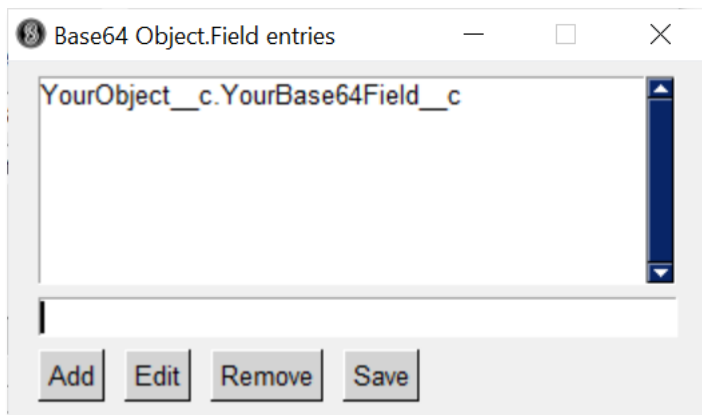 Base64 Object.Field entries
YourObject__c.YourBase64Field__c
Add Edit Remove Save